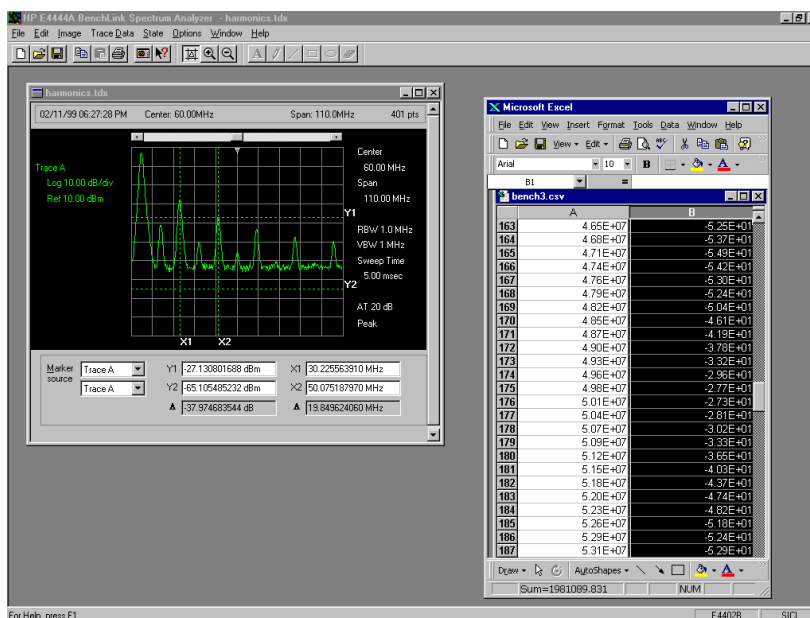 HP E4444A BenchLink Spectrum Analyzer - harmonics.tdx
File Edit Image Trace Data State Options Window Help
harmonics.tdx
02/11/99 06:27:28 PM Center: 60.00MHz Span: 110.0MHz 401 pts
Trace A
Log 10.00 dB/div
Ref 10.00 dBm
Center
60.00 MHz
Span
110.00 MHz
Y1
RBW 1.0 MHz
VBW 1 MHz
Sweep Time
5.00 msec
Y2
AT 20 dB
Peak
X1 X2
Marker source
Trace A
Trace A
Y1 -27.130801688 dBm X1 30.225563910 MHz
Y2 -65.105485232 dBm X2 50.075187970 MHz
Δ -37.974683544 dB Δ 19.849624060 MHz
Microsoft Excel
File Edit View Insert Format Tools Data Window Help
View Edit
Arial 10 B A
B1 =
bench3.csv
A B
163 4.65E+07 -5.25E+01
164 4.68E+07 -5.37E+01
165 4.71E+07 -5.49E+01
166 4.74E+07 -5.42E+01
167 4.76E+07 -5.30E+01
168 4.79E+07 -5.24E+01
169 4.82E+07 -5.04E+01
170 4.85E+07 -4.61E+01
171 4.87E+07 -4.19E+01
172 4.90E+07 -3.78E+01
173 4.93E+07 -3.32E+01
174 4.96E+07 -2.96E+01
175 4.98E+07 -2.77E+01
176 5.01E+07 -2.73E+01
177 5.04E+07 -2.81E+01
178 5.07E+07 -3.02E+01
179 5.09E+07 -3.33E+01
180 5.12E+07 -3.65E+01
181 5.15E+07 -4.03E+01
182 5.18E+07 -4.37E+01
183 5.20E+07 -4.74E+01
184 5.23E+07 -4.82E+01
185 5.26E+07 -5.18E+01
186 5.29E+07 -5.24E+01
187 5.31E+07 -5.29E+01
Draw AutoShapes A
Sum=1981089.831 NUM
For Help, press F1 E4402B SICL